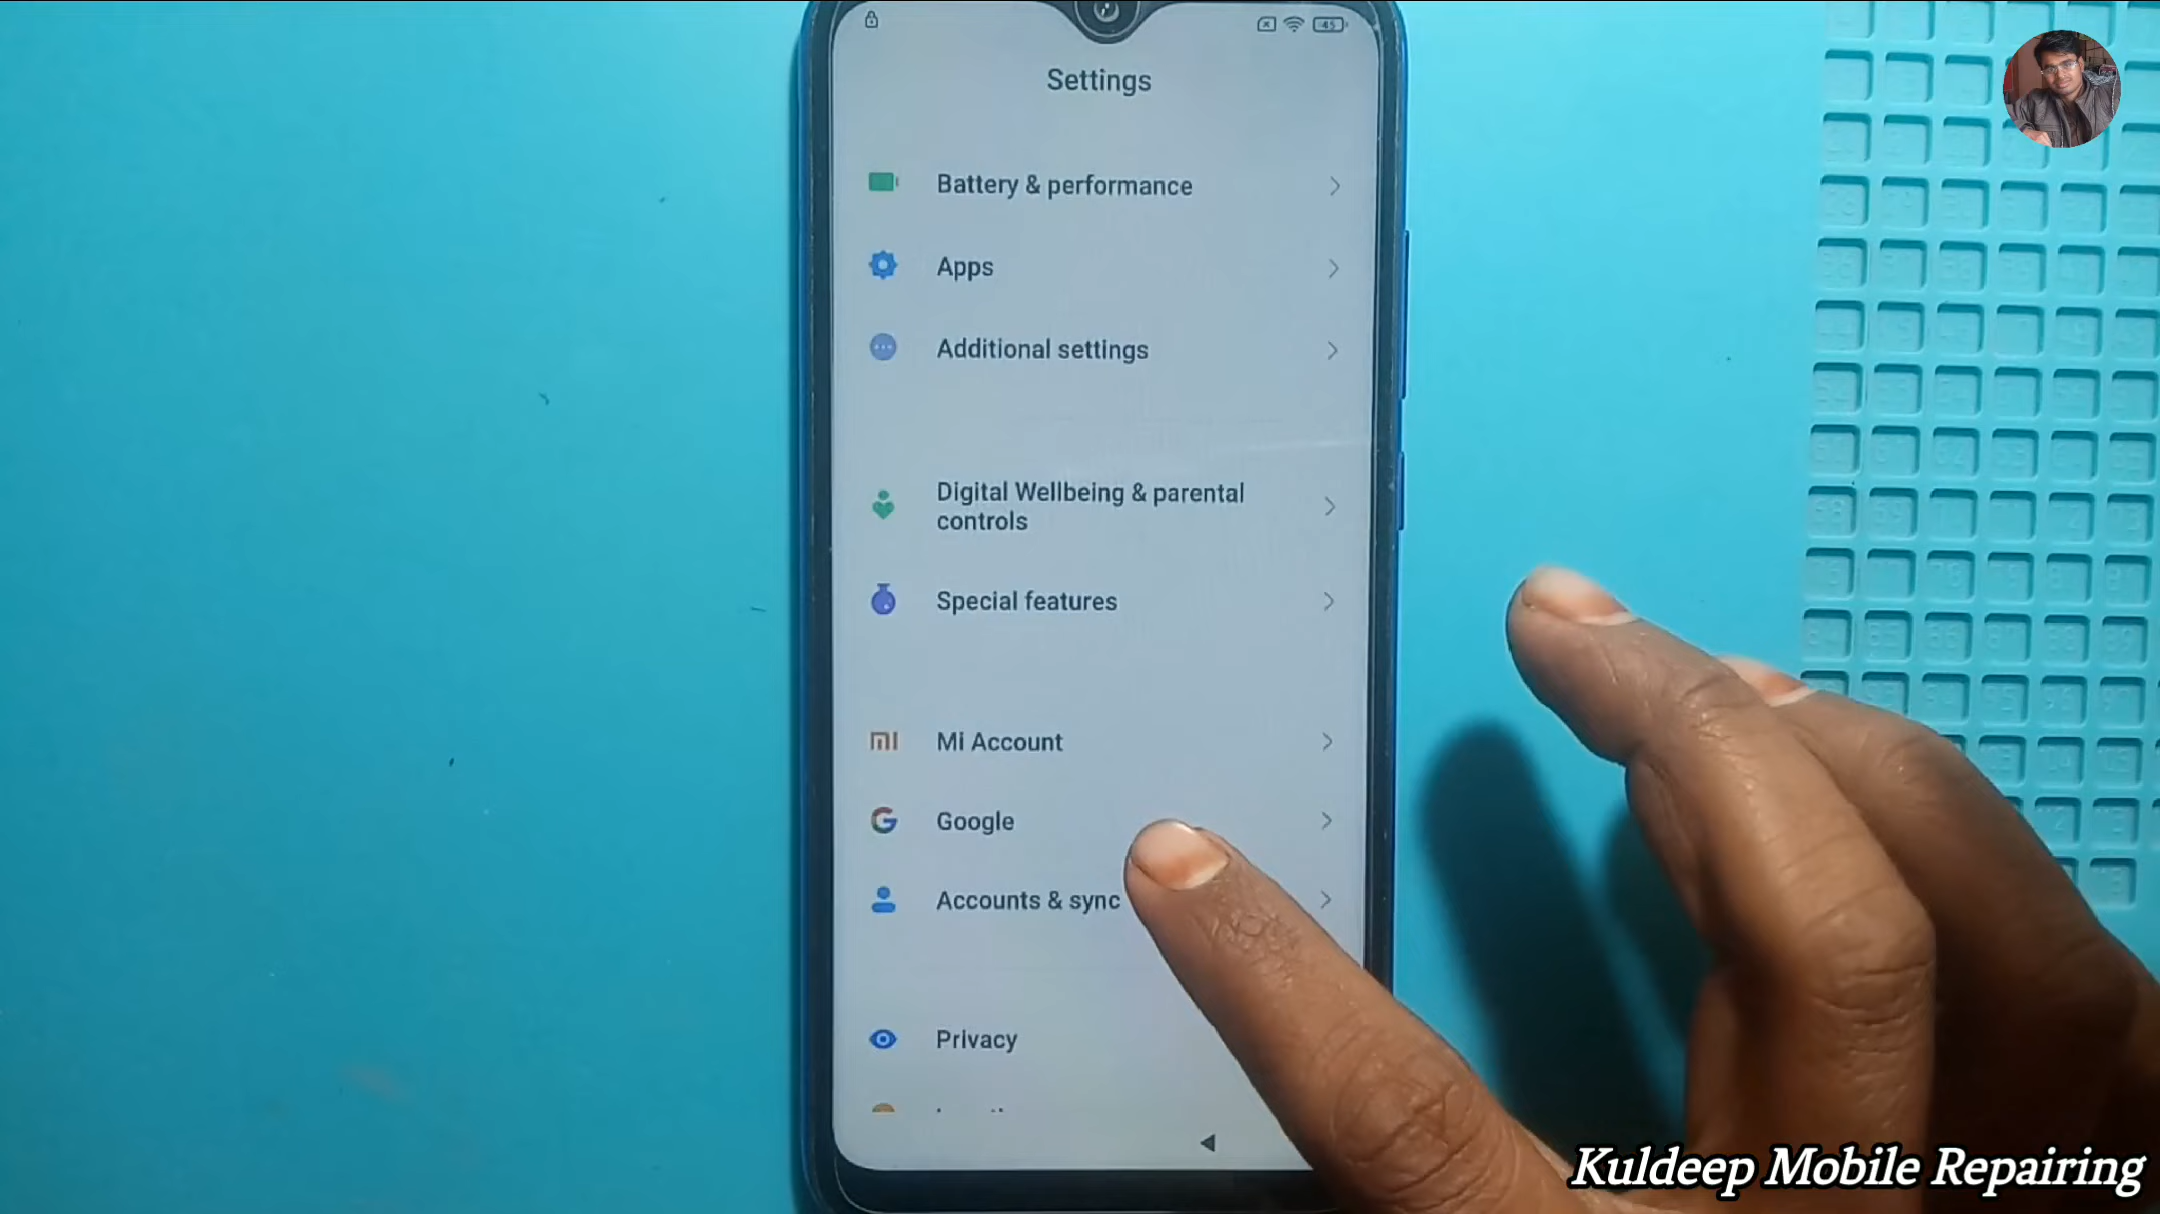 45
Settings
Battery & performance
Apps
Additional settings
Digital Wellbeing & parental
controls
Special features
Mi Account
Google
Accounts & sync
Privacy
Kuldeep Mobile Repairing